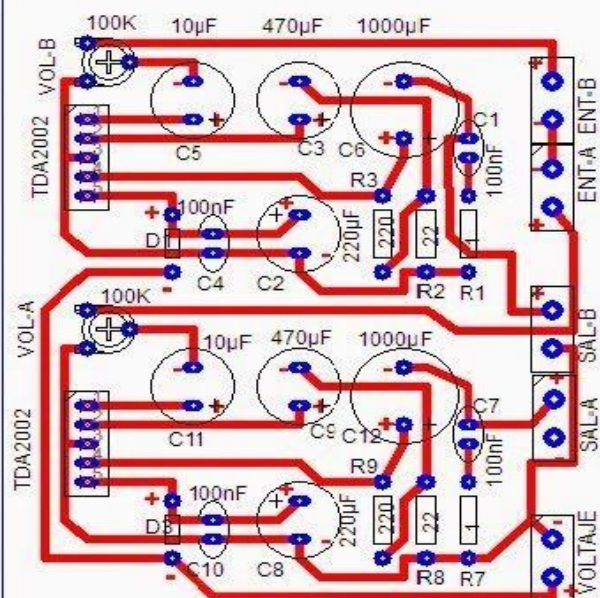 100K 10µF 470µF 1000µF
VOL-B
ENT-B
C1
C5 C3 C6
TDA2002
ENT-A
100nF
R3
100nF
D1
220µF
220 22 1
C4 C2 R2 R1
100K
VOL-A
SAL-B
10µF 470µF 1000µF
SAL-A
C7
C11 C9 C12
TDA2002
100nF
R9
100nF
D3
220µF
220 22 1
C10 C8 R8 R7
VOLTAJE